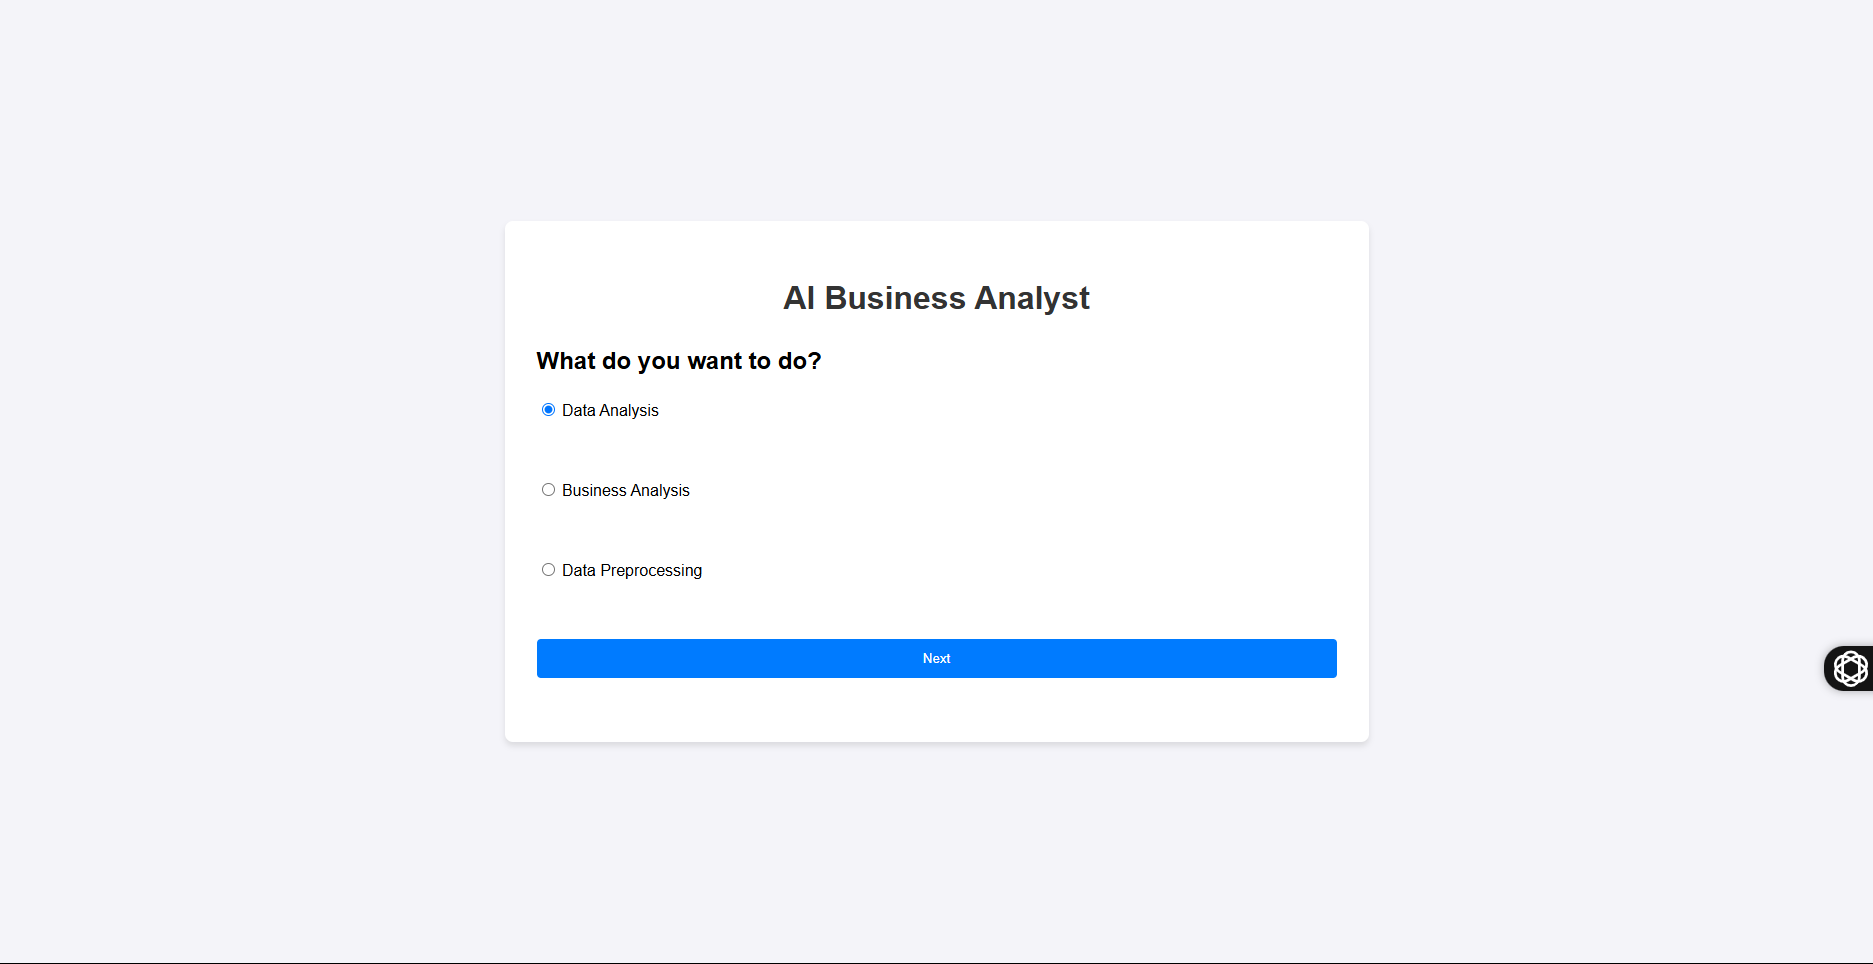 AI Business Analyst
What do you want to do?
Data Analysis
Business Analysis
Data Preprocessing
Next